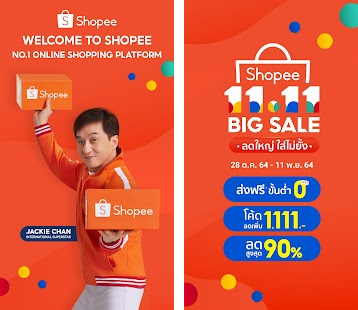 Shopee
WELCOME TO SHOPEE
NO.1 ONLINE SHOPPING PLATFORM
S Shopee
S Shopee
JACKIE CHAN
INTERNATIONAL SUPERSTAR
Shopee
11.11
BIG SALE
ลดใหญ่ ใส่ไม่ยั้ง
28 ต.ค. 64 - 11 พ.ย. 64
ส่งฟรี ขั้นต่ำ 0.-
โค้ด
ลดเพิ่ม 1,111.-
ลด
สูงสุด 90%